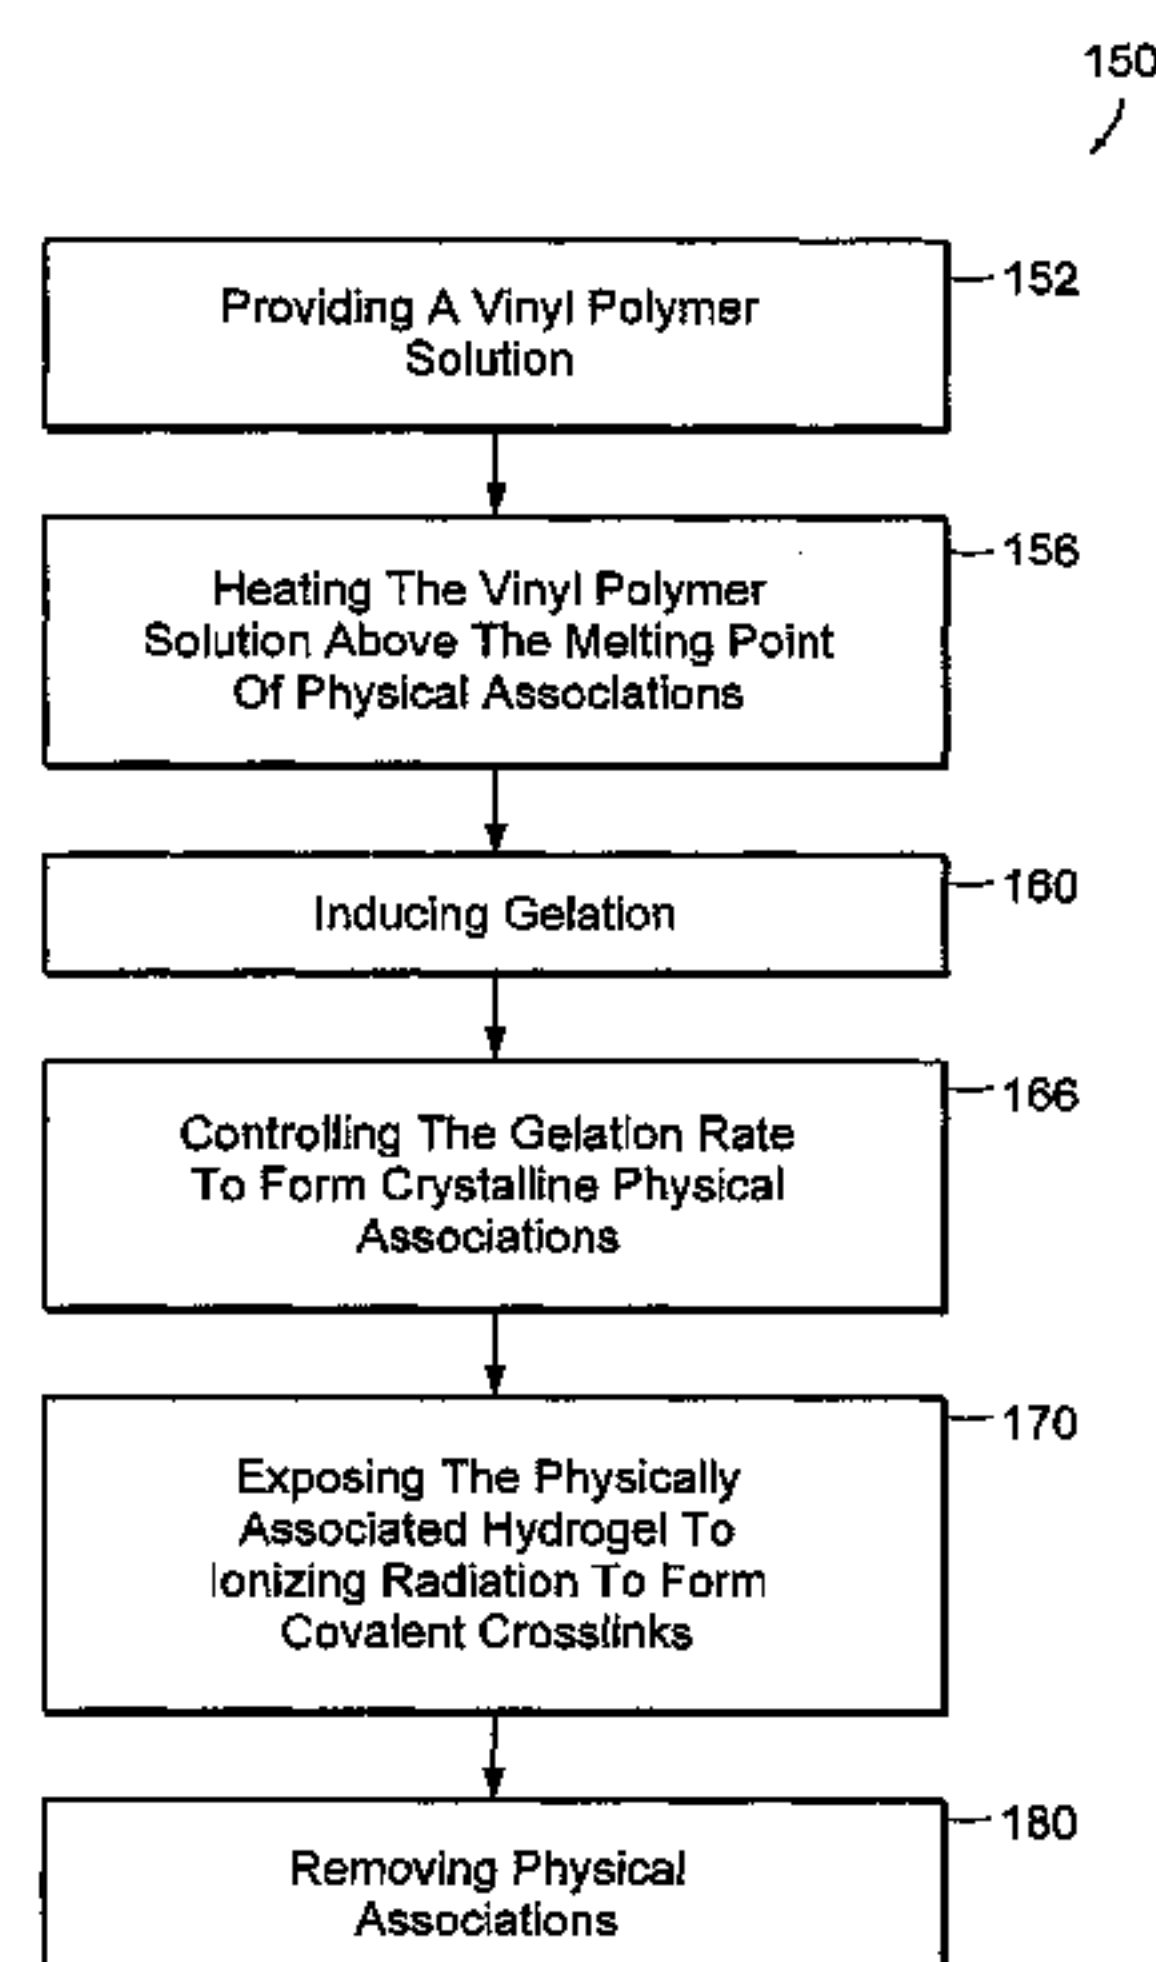 150
152
Providing A Vinyl Polymer
Solution
156
Heating The Vinyl Polymer
Solution Above The Melting Point
Of Physical Associations
160
Inducing Gelation
166
Controlling The Gelation Rate
To Form Crystalline Physical
Associations
170
Exposing The Physically
Associated Hydrogel To
Ionizing Radiation To Form
Covalent Crosslinks
180
Removing Physical
Associations